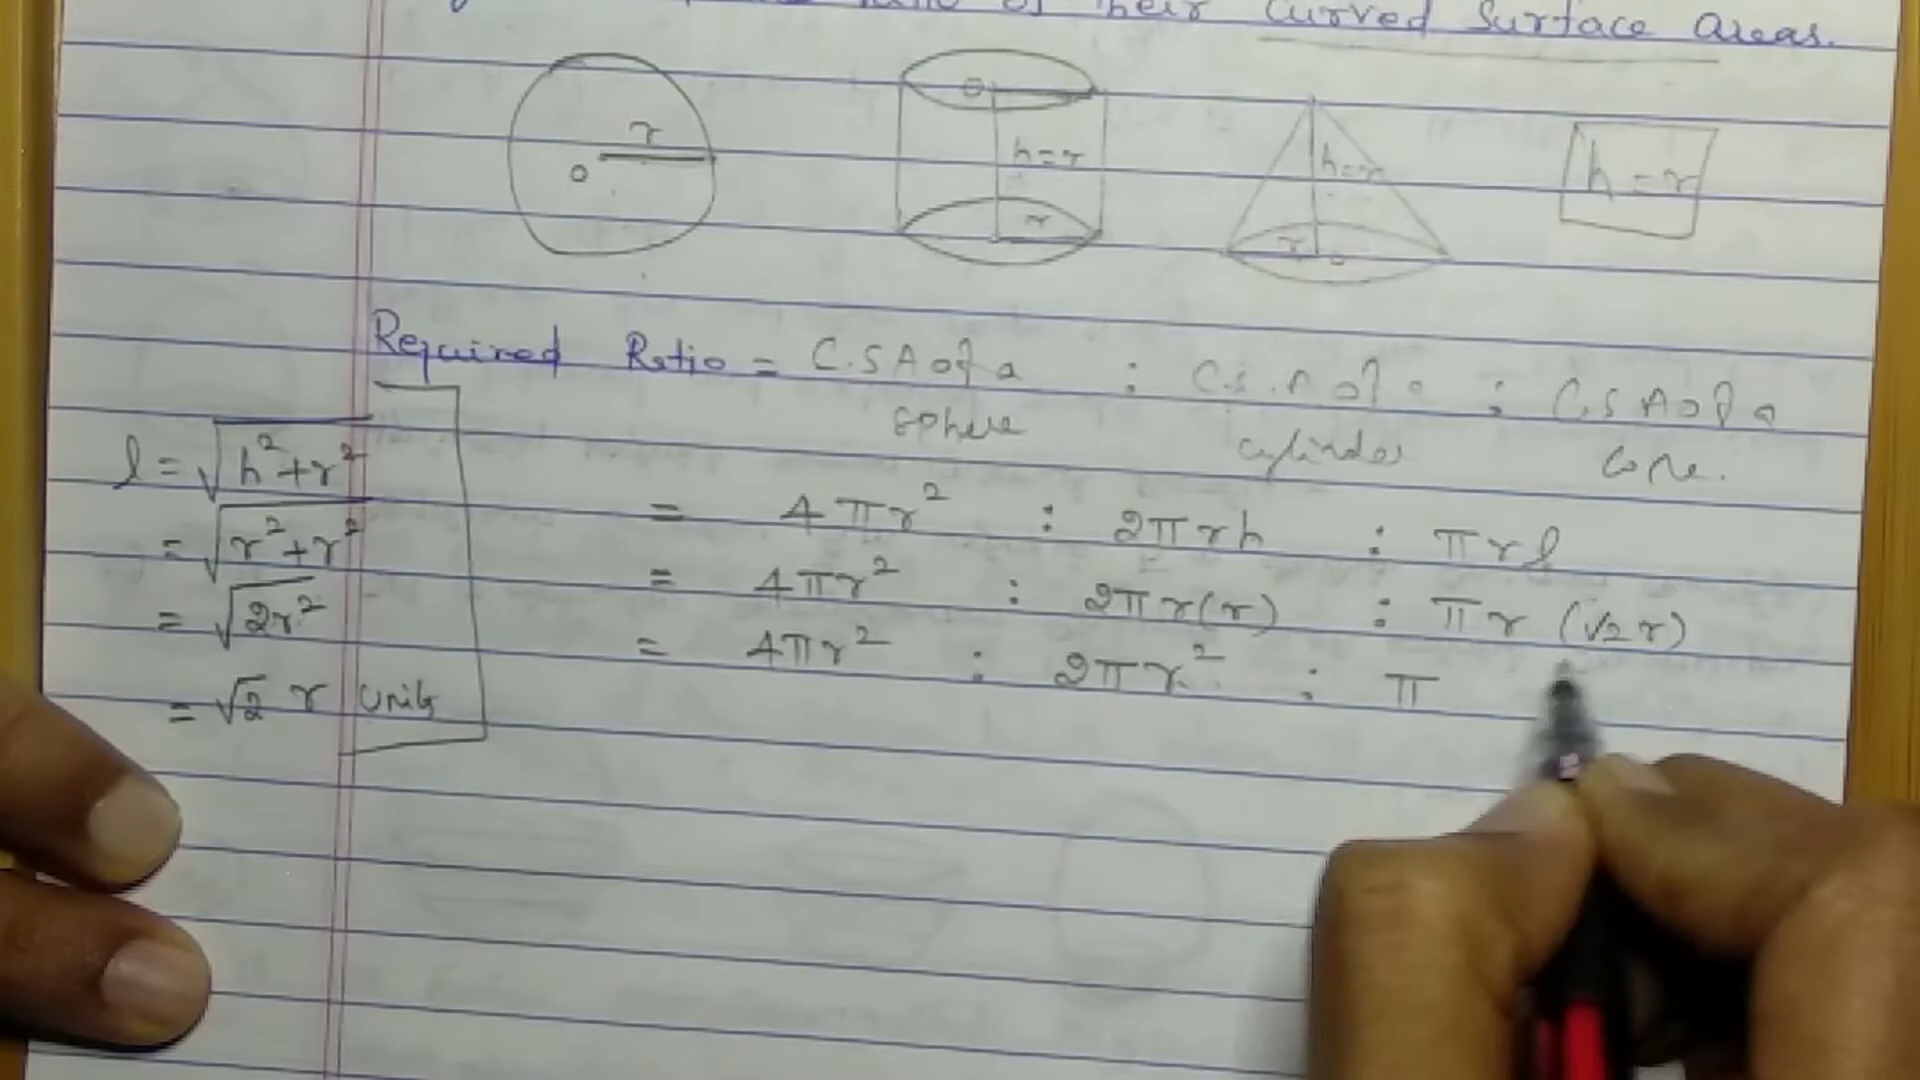 their Curved Surface areas.
r
o
o
h=r
r
h=r
r
o
h=r
Required Ratio = C.S.A of a : C.S.A of a : C.S.A of a
sphere cylinder cone.
l = √h²+r²
= √r²+r²
= √2r²
= √2 r units
= 4πr² : 2πrh : πrl
= 4πr² : 2πr(r) : πr(√2r)
= 4πr² : 2πr² : π